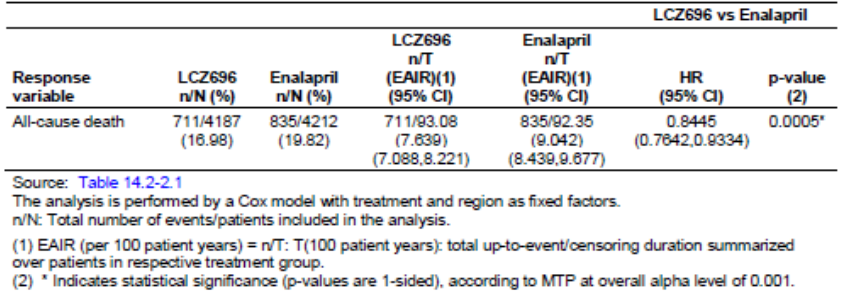 LCZ696 vs Enalapril
Response variable LCZ696 n/N (%) Enalapril n/N (%) LCZ696 n/T (EAIR)(1) (95% CI) Enalapril n/T (EAIR)(1) (95% CI) HR (95% CI) p-value (2)
All-cause death 711/4187 835/4212 711/93.08 835/92.35 0.8445 0.0005*
(16.98) (19.82) (7.639) (9.042) (0.7642,0.9334)
(7.088,8.221) (8.439,9.677)
Source: Table 14.2-2.1
The analysis is performed by a Cox model with treatment and region as fixed factors.
n/N: Total number of events/patients included in the analysis.
(1) EAIR (per 100 patient years) = n/T: T(100 patient years): total up-to-event/censoring duration summarized
over patients in respective treatment group.
(2) * Indicates statistical significance (p-values are 1-sided), according to MTP at overall alpha level of 0.001.